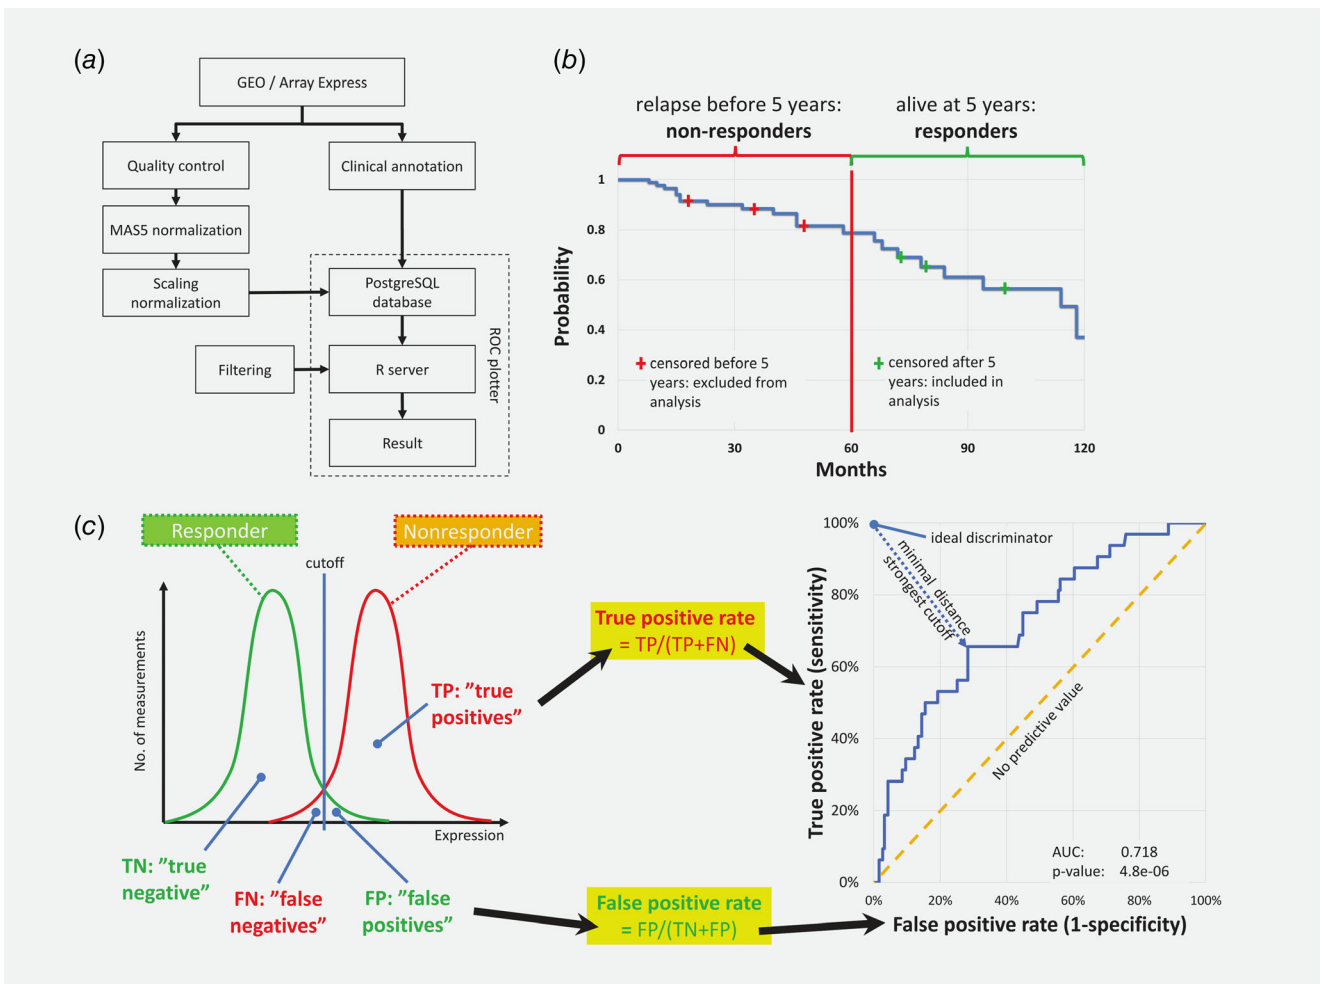 (a)
GEO / Array Express
Quality control
Clinical annotation
MAS5 normalization
Scaling
normalization
PostgreSQL
database
Filtering
R server
Result
ROC plotter
(b)
relapse before 5 years:
non-responders
alive at 5 years:
responders
Probability
1
0.8
0.6
0.4
0.2
0
censored before 5
years: excluded from
analysis
censored after 5
years: included in
analysis
0
30
60
90
120
Months
(c)
Responder
Nonresponder
cutoff
No. of measurements
Expression
TP: ”true
positives”
TN: ”true
negative”
FN: ”false
negatives”
FP: ”false
positives”
True positive rate
= TP/(TP+FN)
False positive rate
= FP/(TN+FP)
True positive rate (sensitivity)
100%
80%
60%
40%
20%
0%
ideal discriminator
minimal distance
strongest cutoff
No predictive value
AUC: 0.718
p-value: 4.8e-06
0%
20%
40%
60%
80%
100%
False positive rate (1-specificity)